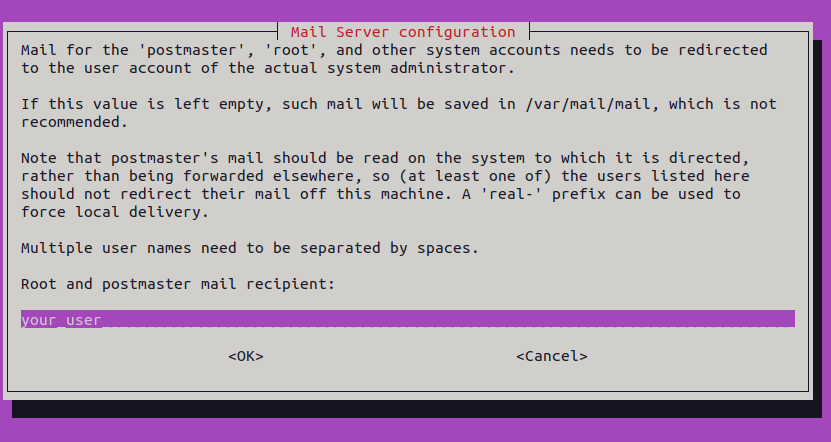 Mail Server configuration
Mail for the 'postmaster', 'root', and other system accounts needs to be redirected
to the user account of the actual system administrator.
If this value is left empty, such mail will be saved in /var/mail/mail, which is not
recommended.
Note that postmaster's mail should be read on the system to which it is directed,
rather than being forwarded elsewhere, so (at least one of) the users listed here
should not redirect their mail off this machine. A 'real-' prefix can be used to
force local delivery.
Multiple user names need to be separated by spaces.
Root and postmaster mail recipient:
your_user
<OK> <Cancel>